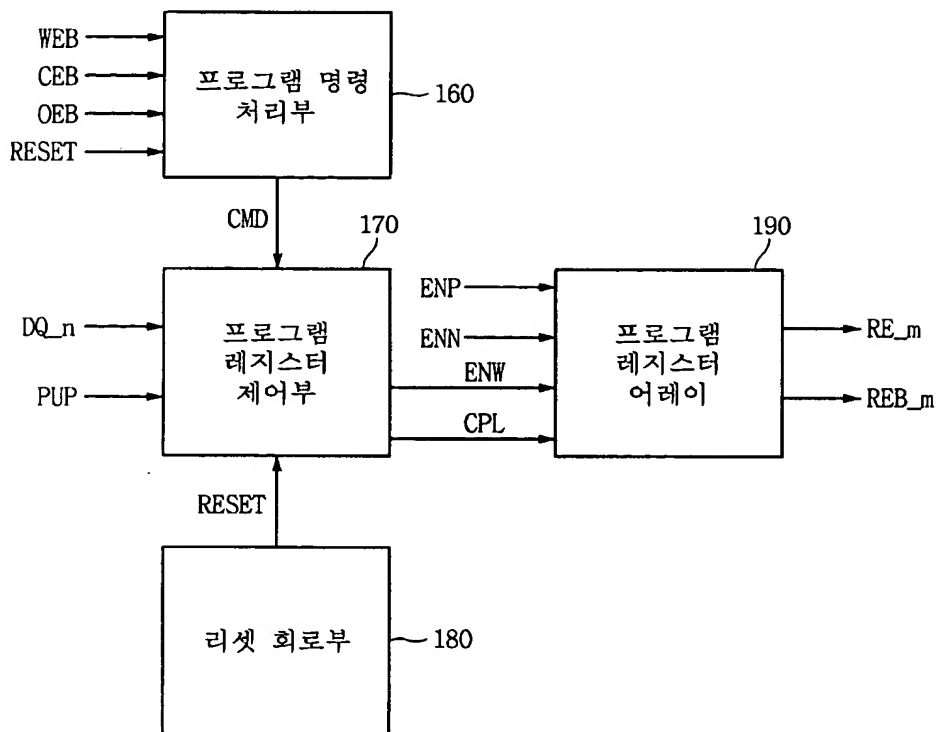 WEB
CEB
OEB
RESET
프로그램 명령
처리부
160
CMD
170
190
DQ_n
PUP
프로그램
레지스터
제어부
ENP
ENN
ENW
CPL
프로그램
레지스터
어레이
RE_m
REB_m
RESET
리셋 회로부
180